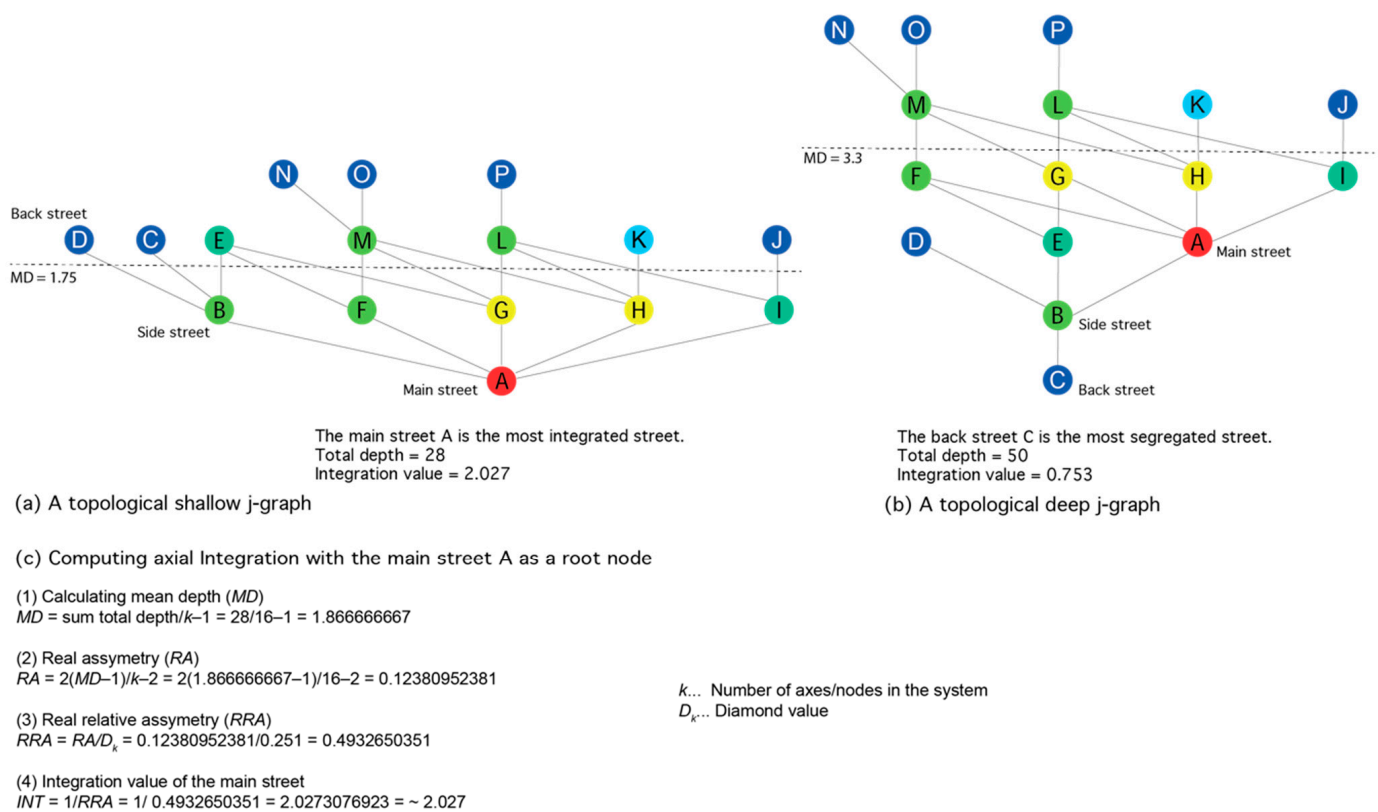 N O P
Back street
D C E M L K J
MD = 1.75
B F G H I
Side street
A
Main street
The main street A is the most integrated street.
Total depth = 28
Integration value = 2.027
(a) A topological shallow j-graph
N O P
M L K J
MD = 3.3
F G H I
D E A
Main street
B
Side street
C
Back street
The back street C is the most segregated street.
Total depth = 50
Integration value = 0.753
(b) A topological deep j-graph
(c) Computing axial Integration with the main street A as a root node
(1) Calculating mean depth (MD)
MD = sum total depth/k–1 = 28/16–1 = 1.866666667
(2) Real assymetry (RA)
RA = 2(MD–1)/k–2 = 2(1.866666667–1)/16–2 = 0.12380952381
(3) Real relative assymetry (RRA)
RRA = RA/Dk = 0.12380952381/0.251 = 0.4932650351
(4) Integration value of the main street
INT = 1/RRA = 1/ 0.4932650351 = 2.0273076923 = ~ 2.027
k... Number of axes/nodes in the system
Dk... Diamond value